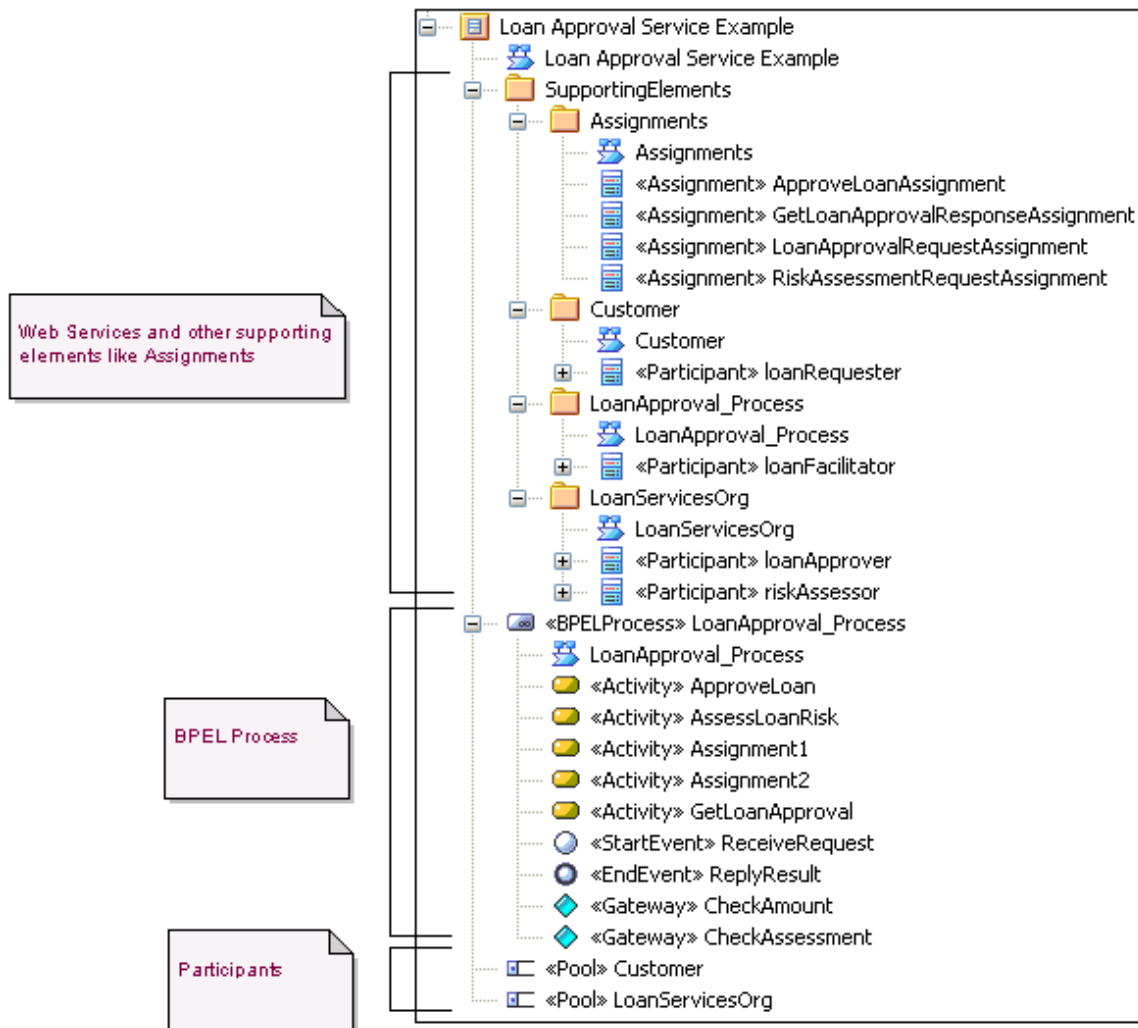 Loan Approval Service Example
Loan Approval Service Example
SupportingElements
Assignments
Assignments
«Assignment» ApproveLoanAssignment
«Assignment» GetLoanApprovalResponseAssignment
«Assignment» LoanApprovalRequestAssignment
«Assignment» RiskAssessmentRequestAssignment
Customer
Customer
«Participant» loanRequester
LoanApproval_Process
LoanApproval_Process
«Participant» loanFacilitator
LoanServicesOrg
LoanServicesOrg
«Participant» loanApprover
«Participant» riskAssessor
«BPELProcess» LoanApproval_Process
LoanApproval_Process
«Activity» ApproveLoan
«Activity» AssessLoanRisk
«Activity» Assignment1
«Activity» Assignment2
«Activity» GetLoanApproval
«StartEvent» ReceiveRequest
«EndEvent» ReplyResult
«Gateway» CheckAmount
«Gateway» CheckAssessment
«Pool» Customer
«Pool» LoanServicesOrg
Web Services and other supporting
elements like Assignments
BPEL Process
Participants